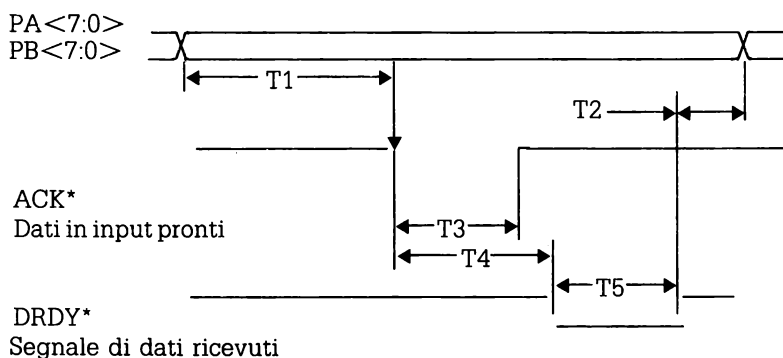 PA<7:0>
PB<7:0>
T1
T2
ACK*
Dati in input pronti
T3
T4
T5
DRDY*
Segnale di dati ricevuti